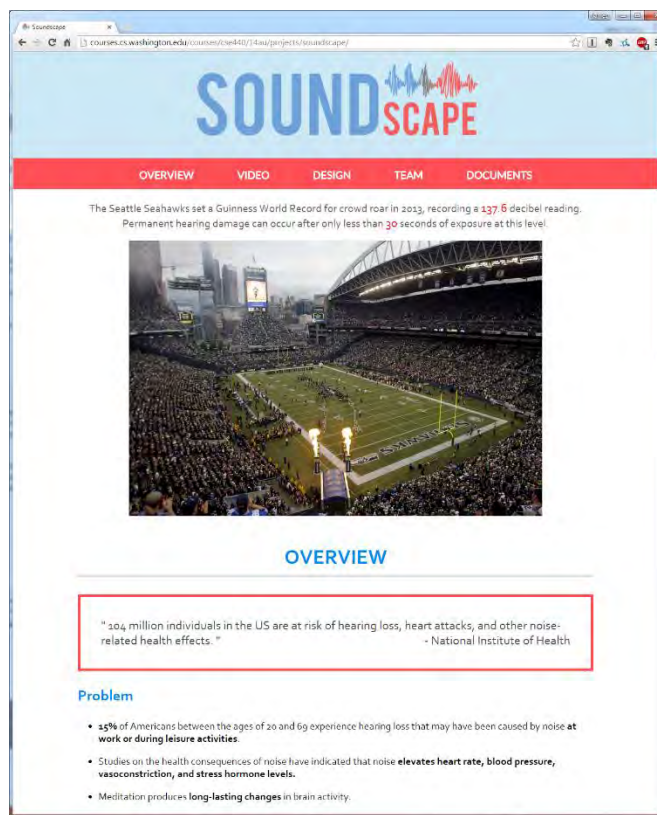 Soundscape
courses.cs.washington.edu/courses/cse440/14au/projects/soundscape/
SOUNDSCAPE
OVERVIEW VIDEO DESIGN TEAM DOCUMENTS
The Seattle Seahawks set a Guinness World Record for crowd roar in 2013, recording a 137.6 decibel reading.
Permanent hearing damage can occur after only less than 30 seconds of exposure at this level.
SEAHAWKS
OVERVIEW
" 104 million individuals in the US are at risk of hearing loss, heart attacks, and other noise-
related health effects. " - National Institute of Health
Problem
• 15% of Americans between the ages of 20 and 69 experience hearing loss that may have been caused by noise at
work or during leisure activities.
• Studies on the health consequences of noise have indicated that noise elevates heart rate, blood pressure,
vasoconstriction, and stress hormone levels.
• Meditation produces long-lasting changes in brain activity.